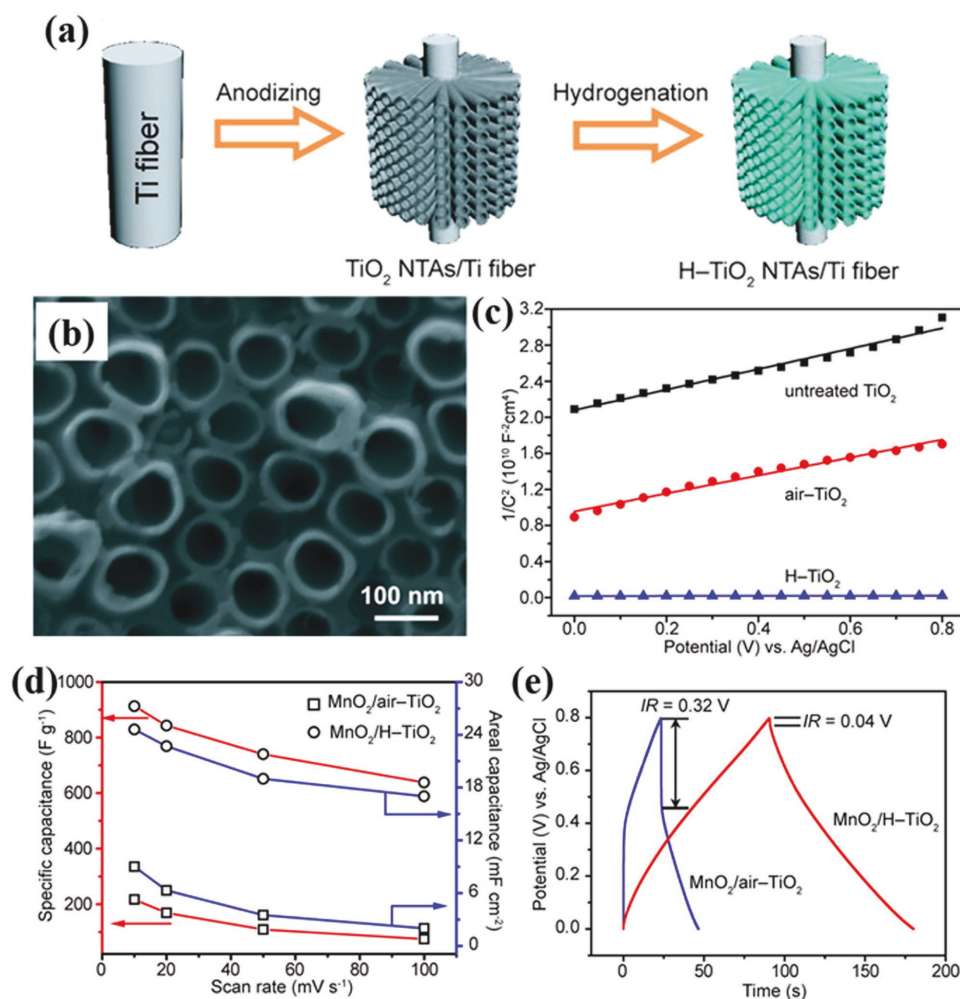 (a)
Ti fiber
Anodizing
Hydrogenation
TiO₂ NTAs/Ti fiber
H–TiO₂ NTAs/Ti fiber
(b)
100 nm
(c)
1/C² (10¹⁰ F⁻²cm⁴)
3.2
2.8
2.4
2.0
1.6
1.2
0.8
0.4
0.0
untreated TiO₂
air–TiO₂
H–TiO₂
0.0 0.2 0.4 0.6 0.8
Potential (V) vs. Ag/AgCl
(d)
Specific capacitance (F g⁻¹)
1000
800
600
400
200
MnO₂/air–TiO₂
MnO₂/H–TiO₂
30
24
18
12
6
0
Areal capacitance (mF cm⁻²)
0 20 40 60 80 100
Scan rate (mV s⁻¹)
(e)
Potential (V) vs. Ag/AgCl
0.8
0.4
0.0
IR = 0.32 V
IR = 0.04 V
MnO₂/H–TiO₂
MnO₂/air–TiO₂
0 50 100 150 200
Time (s)